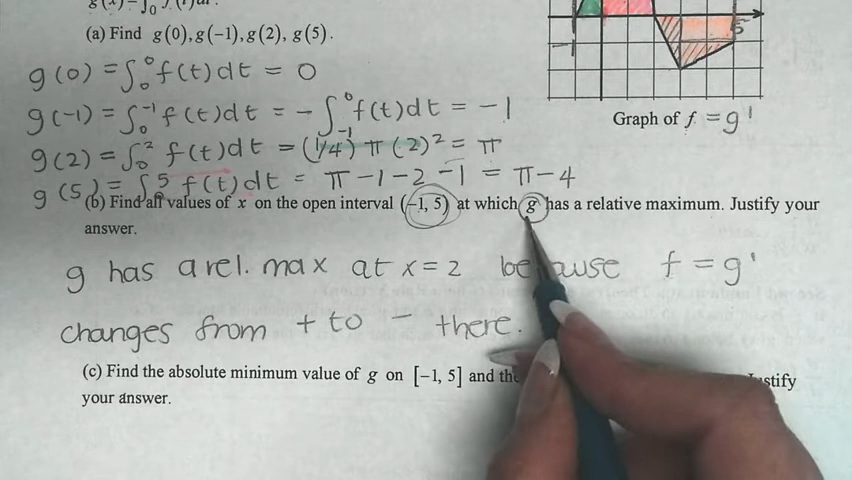 (a) Find g(0), g(−1), g(2), g(5).
g(0) = ∫₀⁰ f(t)dt = 0
g(-1) = ∫₀⁻¹ f(t)dt = - ∫₋₁⁰ f(t)dt = -1
g(2) = ∫₀² f(t)dt = (1/4) π (2)² = π
g(5) = ∫₀⁵ f(t)dt = π - 1 - 2 - 1 = π - 4
-1
5
Graph of f = g'
(b) Find all values of x on the open interval (−1, 5) at which g has a relative maximum. Justify your
answer.
g has a rel. max at x = 2 because f = g'
changes from + to - there.
(c) Find the absolute minimum value of g on [−1, 5] and the
your answer.